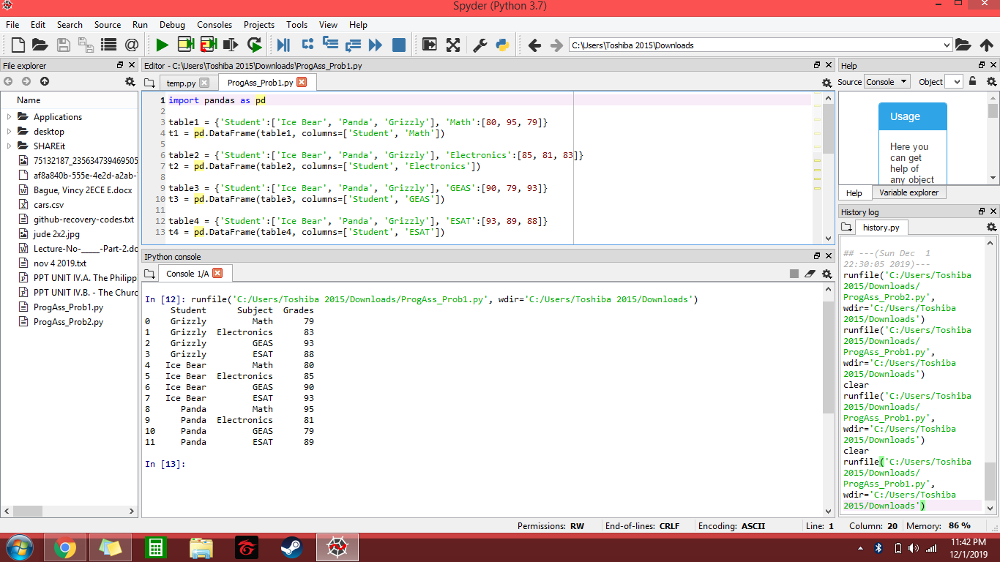 Spyder (Python 3.7)
File Edit Search Source Run Debug Consoles Projects Tools View Help
C:\Users\Toshiba 2015\Downloads
File explorer
Name
Applications
desktop
SHAREit
75132187_235634739469505
af8a840b-555e-4e2d-a2ab-
Bague, Vincy 2ECE E.docx
cars.csv
github-recovery-codes.txt
jude 2x2.jpg
Lecture-No-_____-Part-2.do
nov 4 2019.txt
PPT UNIT IV.A. The Philipp
PPT UNIT IV.B. - The Churc
ProgAss_Prob1.py
ProgAss_Prob2.py
Editor - C:\Users\Toshiba 2015\Downloads\ProgAss_Prob1.py
temp.py ProgAss_Prob1.py
1 import pandas as pd
2
3 table1 = {'Student':['Ice Bear', 'Panda', 'Grizzly'], 'Math':[80, 95, 79]}
4 t1 = pd.DataFrame(table1, columns=['Student', 'Math'])
5
6 table2 = {'Student':['Ice Bear', 'Panda', 'Grizzly'], 'Electronics':[85, 81, 83]}
7 t2 = pd.DataFrame(table2, columns=['Student', 'Electronics'])
8
9 table3 = {'Student':['Ice Bear', 'Panda', 'Grizzly'], 'GEAS':[90, 79, 93]}
10 t3 = pd.DataFrame(table3, columns=['Student', 'GEAS'])
11
12 table4 = {'Student':['Ice Bear', 'Panda', 'Grizzly'], 'ESAT':[93, 89, 88]}
13 t4 = pd.DataFrame(table4, columns=['Student', 'ESAT'])
IPython console
Console 1/A
In [12]: runfile('C:/Users/Toshiba 2015/Downloads/ProgAss_Prob1.py', wdir='C:/Users/Toshiba 2015/Downloads')
Student Subject Grades
0 Grizzly Math 79
1 Grizzly Electronics 83
2 Grizzly GEAS 93
3 Grizzly ESAT 88
4 Ice Bear Math 80
5 Ice Bear Electronics 85
6 Ice Bear GEAS 90
7 Ice Bear ESAT 93
8 Panda Math 95
9 Panda Electronics 81
10 Panda GEAS 79
11 Panda ESAT 89
In [13]:
Help
Source Console Object
Usage
Here you
can get
help of
any object
Help Variable explorer
History log
history.py
## ---(Sun Dec 1
22:30:05 2019)---
runfile('C:/Users/Toshiba
2015/Downloads/
ProgAss_Prob2.py',
wdir='C:/Users/Toshiba
2015/Downloads')
runfile('C:/Users/Toshiba
2015/Downloads/
ProgAss_Prob1.py',
wdir='C:/Users/Toshiba
2015/Downloads')
clear
runfile('C:/Users/Toshiba
2015/Downloads/
ProgAss_Prob1.py',
wdir='C:/Users/Toshiba
2015/Downloads')
clear
runfile('C:/Users/Toshiba
2015/Downloads/
ProgAss_Prob1.py',
wdir='C:/Users/Toshiba
2015/Downloads')
Permissions: RW End-of-lines: CRLF Encoding: ASCII Line: 1 Column: 20 Memory: 86 %
11:42 PM
12/1/2019